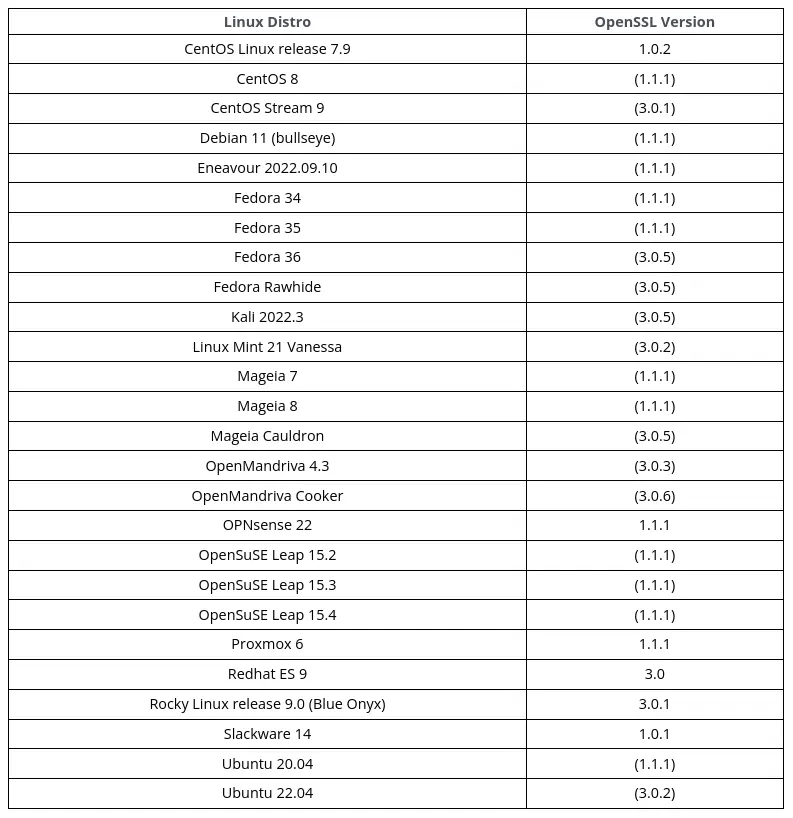 Linux Distro OpenSSL Version
CentOS Linux release 7.9 1.0.2
CentOS 8 (1.1.1)
CentOS Stream 9 (3.0.1)
Debian 11 (bullseye) (1.1.1)
Eneavour 2022.09.10 (1.1.1)
Fedora 34 (1.1.1)
Fedora 35 (1.1.1)
Fedora 36 (3.0.5)
Fedora Rawhide (3.0.5)
Kali 2022.3 (3.0.5)
Linux Mint 21 Vanessa (3.0.2)
Mageia 7 (1.1.1)
Mageia 8 (1.1.1)
Mageia Cauldron (3.0.5)
OpenMandriva 4.3 (3.0.3)
OpenMandriva Cooker (3.0.6)
OPNsense 22 1.1.1
OpenSuSE Leap 15.2 (1.1.1)
OpenSuSE Leap 15.3 (1.1.1)
OpenSuSE Leap 15.4 (1.1.1)
Proxmox 6 1.1.1
Redhat ES 9 3.0
Rocky Linux release 9.0 (Blue Onyx) 3.0.1
Slackware 14 1.0.1
Ubuntu 20.04 (1.1.1)
Ubuntu 22.04 (3.0.2)